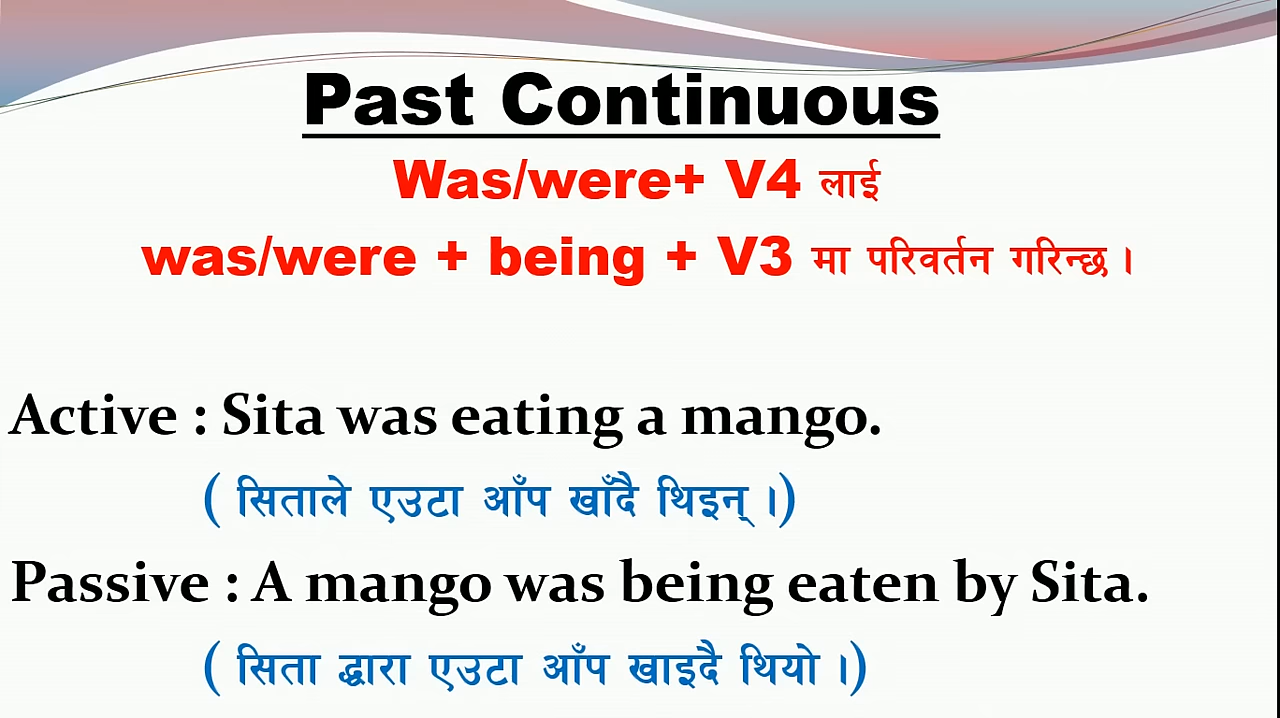 Past Continuous
Was/were+ V4 लाई
was/were + being + V3 मा परिवर्तन गरिन्छ ।
Active : Sita was eating a mango.
( सिताले एउटा आँप खाँदै थिइन् ।)
Passive : A mango was being eaten by Sita.
( सिता द्धारा एउटा आँप खाइदै थियो ।)